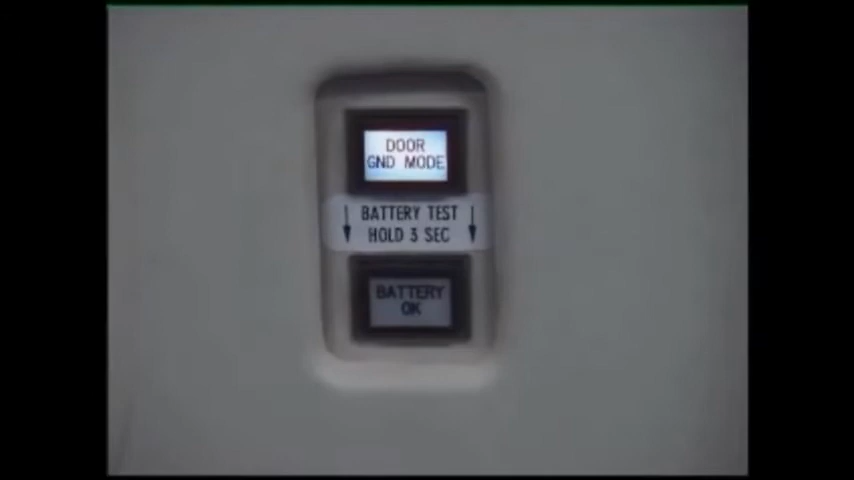 DOOR
GND MODE
BATTERY TEST
HOLD 3 SEC
BATTERY
OK